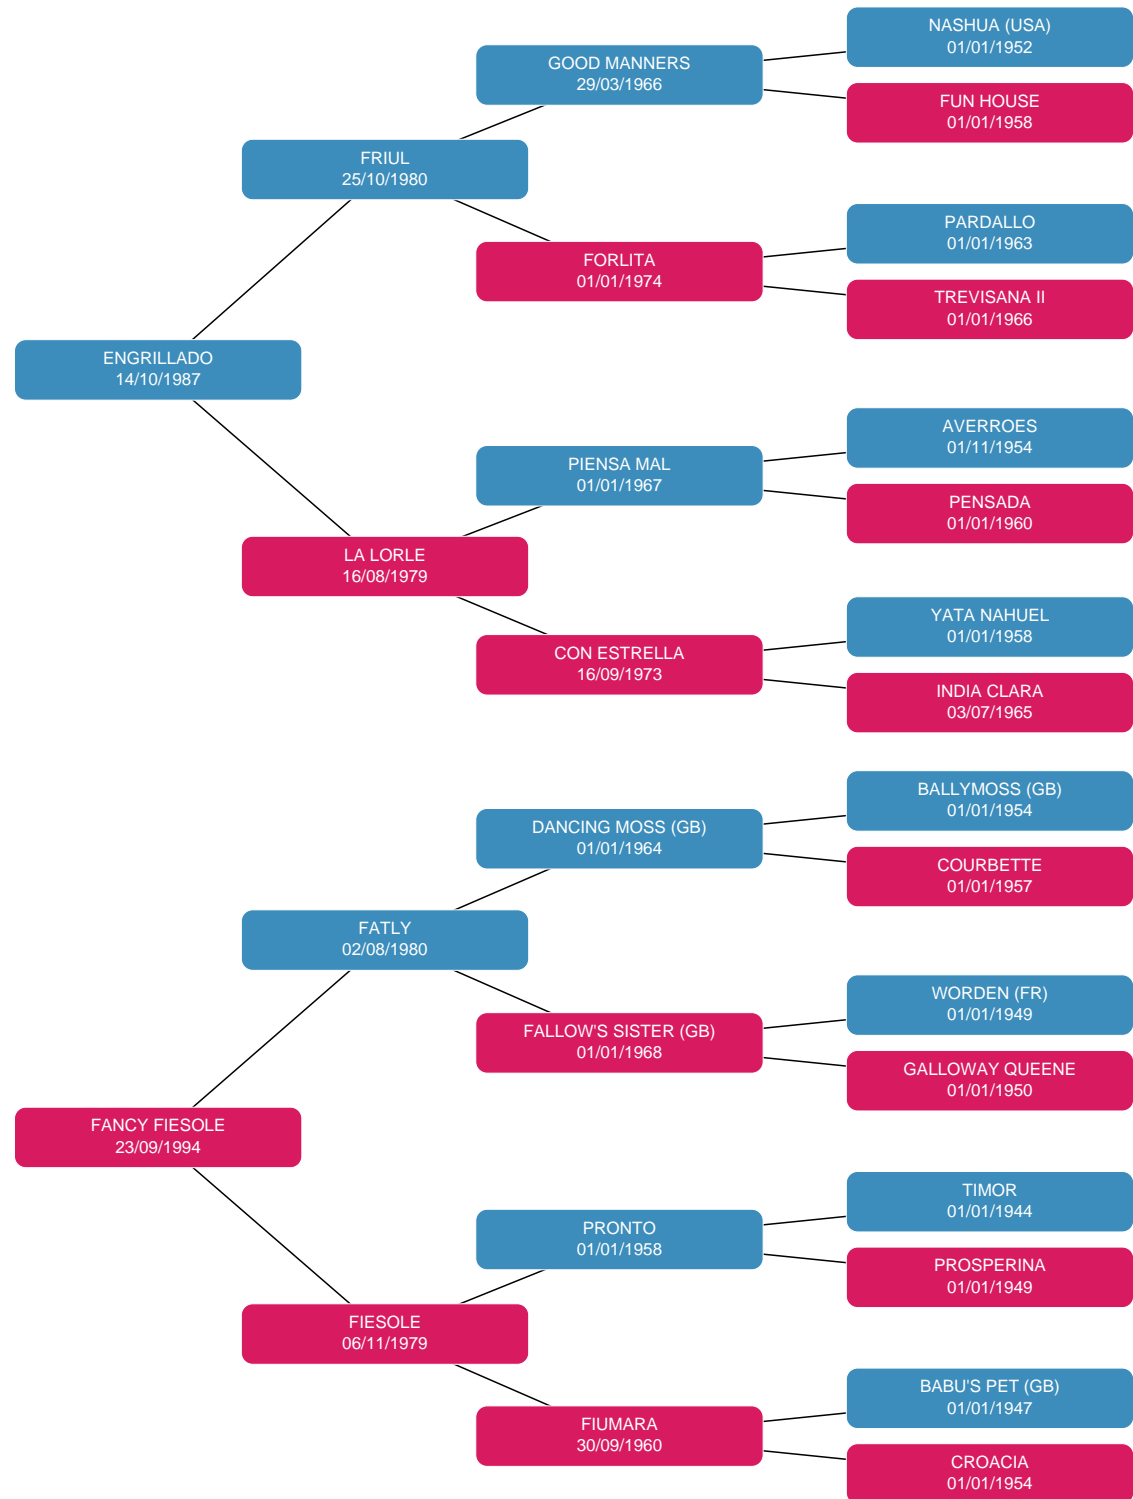 NASHUA (USA)
01/01/1952
GOOD MANNERS
29/03/1966
FUN HOUSE
01/01/1958
FRIUL
25/10/1980
PARDALLO
01/01/1963
FORLITA
01/01/1974
TREVISANA II
01/01/1966
ENGRILLADO
14/10/1987
AVERROES
01/11/1954
PIENSA MAL
01/01/1967
PENSADA
01/01/1960
LA LORLE
16/08/1979
YATA NAHUEL
01/01/1958
CON ESTRELLA
16/09/1973
INDIA CLARA
03/07/1965
BALLYMOSS (GB)
01/01/1954
DANCING MOSS (GB)
01/01/1964
COURBETTE
01/01/1957
FATLY
02/08/1980
WORDEN (FR)
01/01/1949
FALLOW'S SISTER (GB)
01/01/1968
GALLOWAY QUEENE
01/01/1950
FANCY FIESOLE
23/09/1994
TIMOR
01/01/1944
PRONTO
01/01/1958
PROSPERINA
01/01/1949
FIESOLE
06/11/1979
BABU'S PET (GB)
01/01/1947
FIUMARA
30/09/1960
CROACIA
01/01/1954